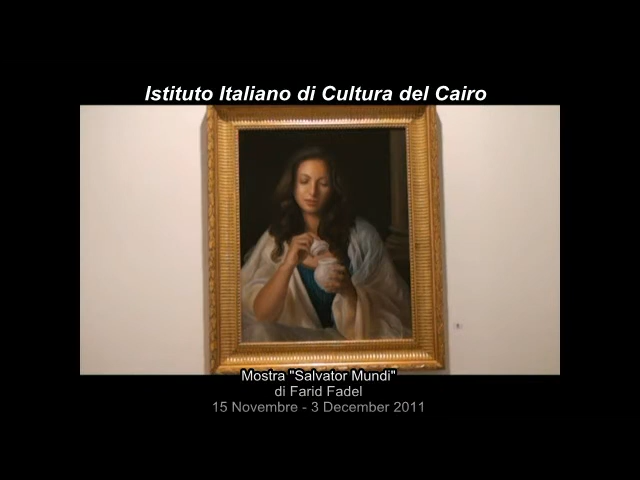 Istituto Italiano di Cultura del Cairo
Mostra "Salvator Mundi"
di Farid Fadel
15 Novembre - 3 December 2011